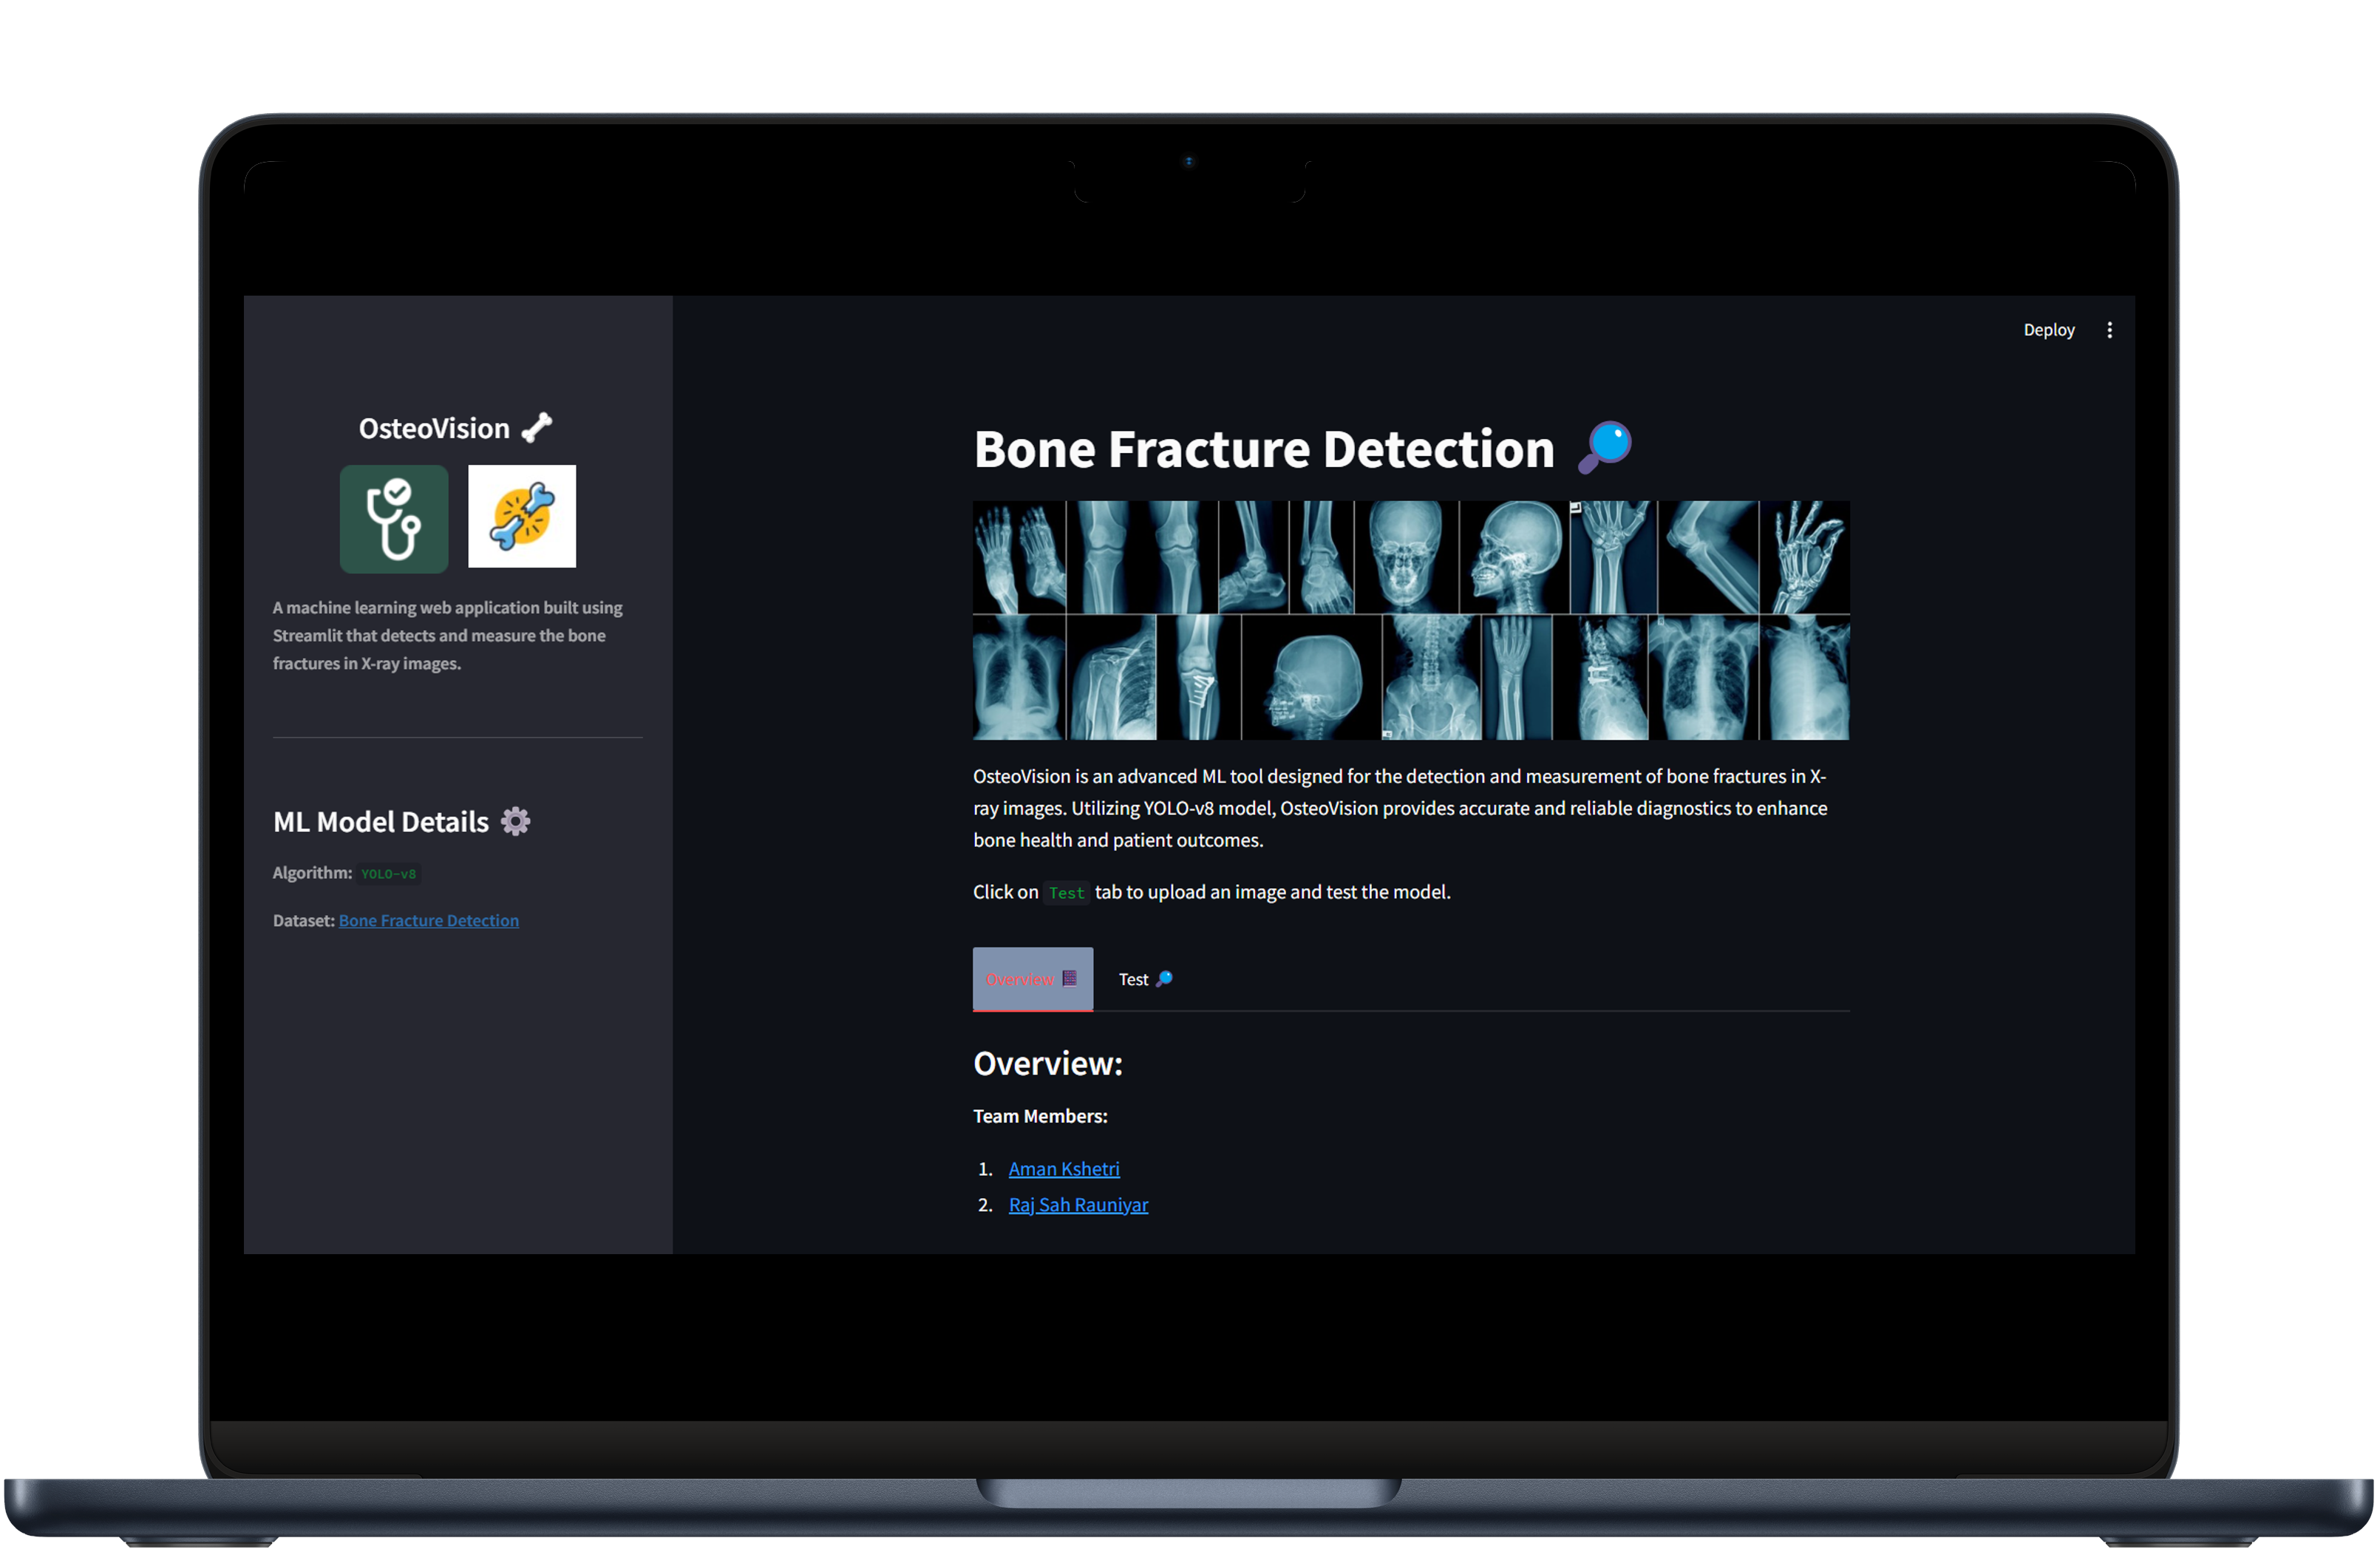 Deploy
OsteoVision
A machine learning web application built using
Streamlit that detects and measure the bone
fractures in X-ray images.
ML Model Details
Algorithm: YOLO-v8
Dataset: Bone Fracture Detection
Bone Fracture Detection
OsteoVision is an advanced ML tool designed for the detection and measurement of bone fractures in X-
ray images. Utilizing YOLO-v8 model, OsteoVision provides accurate and reliable diagnostics to enhance
bone health and patient outcomes.
Click on Test tab to upload an image and test the model.
Overview Test
Overview:
Team Members:
1. Aman Kshetri
2. Raj Sah Rauniyar